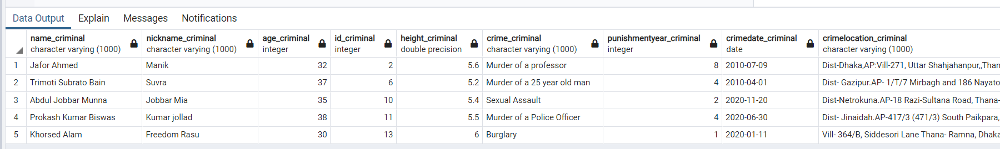 Data Output Explain Messages Notifications
name_criminal nickname_criminal age_criminal id_criminal height_criminal crime_criminal punishmentyear_criminal crimedate_criminal crimelocation_criminal
character varying (1000) character varying (1000) integer integer double precision character varying (1000) integer date character varying (1000)
1 Jafor Ahmed Manik 32 2 5.6 Murder of a professor 8 2010-07-09 Dist-Dhaka,AP:Vill-271, Uttar Shahjahanpur,,Than
2 Trimoti Subrato Bain Suvra 37 6 5.2 Murder of a 25 year old man 4 2010-04-01 Dist- Gazipur.AP- 1/T/7 Mirbagh and 186 Nayato
3 Abdul Jobbar Munna Jobbar Mia 35 10 5.4 Sexual Assault 2 2020-11-20 Dist-Netrokuna.AP-18 Razi-Sultana Road, Thana-
4 Prokash Kumar Biswas Kumar jollad 38 11 5.5 Murder of a Police Officer 4 2020-06-30 Dist- Jinaidah.AP-417/3 (471/3) South Paikpara,
5 Khorsed Alam Freedom Rasu 30 13 6 Burglary 1 2020-01-11 Vill- 364/B, Siddesori Lane Thana- Ramna, Dhaka